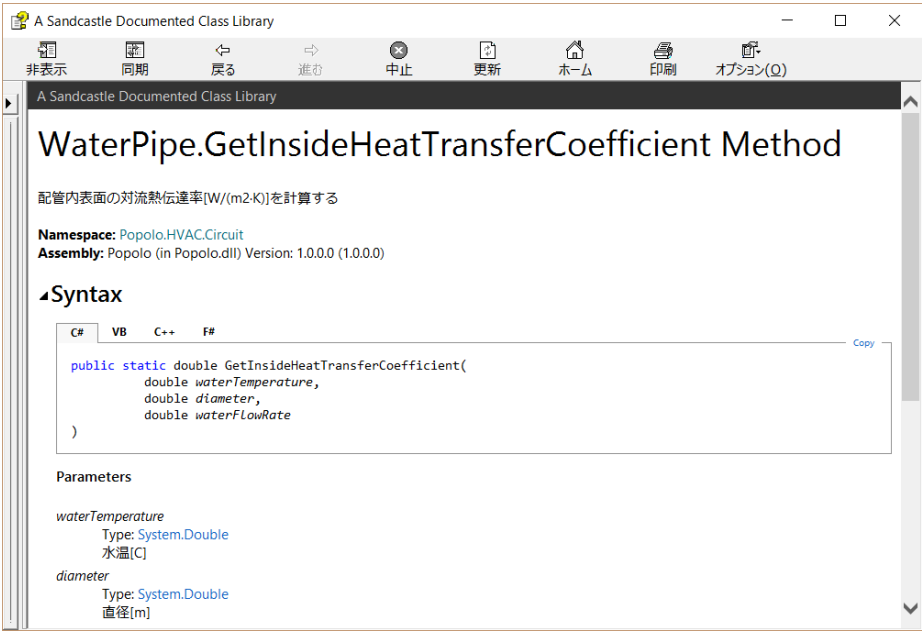 A Sandcastle Documented Class Library
非表示 同期 戻る 進む 中止 更新 ホーム 印刷 オプション(O)
A Sandcastle Documented Class Library
WaterPipe.GetInsideHeatTransferCoefficient Method
配管内表面の対流熱伝達率[W/(m2·K)]を計算する
Namespace: Popolo.HVAC.Circuit
Assembly: Popolo (in Popolo.dll) Version: 1.0.0.0 (1.0.0.0)
Syntax
C# VB C++ F#
Copy
public static double GetInsideHeatTransferCoefficient(
double waterTemperature,
double diameter,
double waterFlowRate
)
Parameters
waterTemperature
Type: System.Double
水温[C]
diameter
Type: System.Double
直径[m]